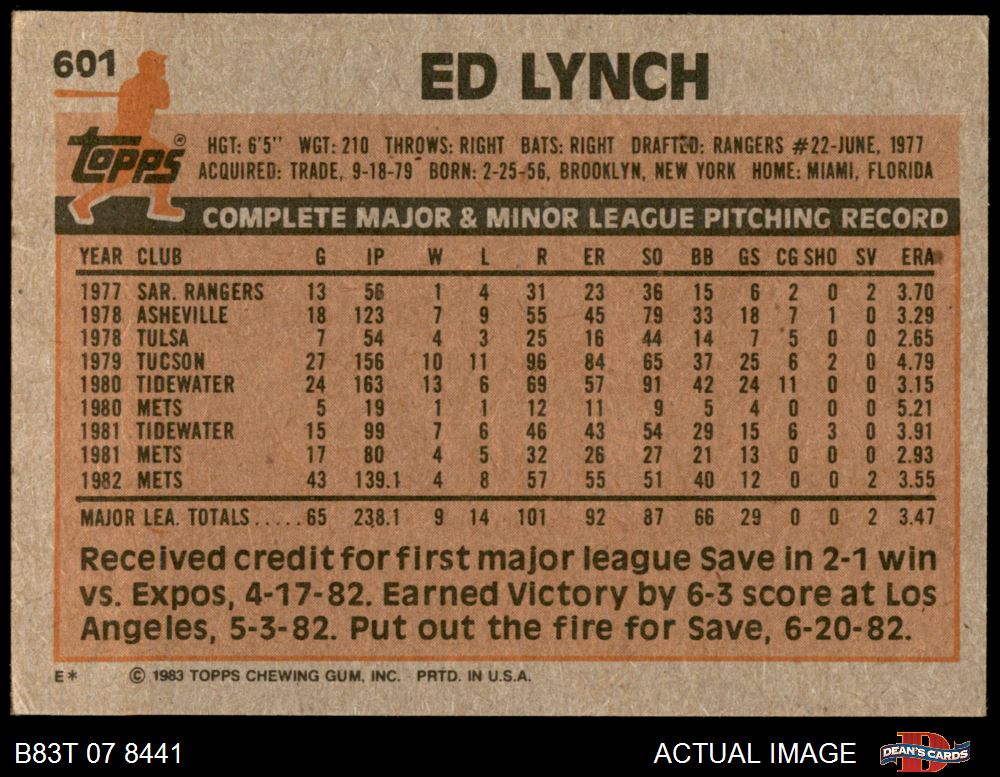 601
ED LYNCH
Topps®
HGT: 6'5" WGT: 210 THROWS: RIGHT BATS: RIGHT DRAFTED: RANGERS #22-JUNE, 1977
ACQUIRED: TRADE, 9-18-79 BORN: 2-25-56, BROOKLYN, NEW YORK HOME: MIAMI, FLORIDA
COMPLETE MAJOR & MINOR LEAGUE PITCHING RECORD
YEAR CLUB G IP W L R ER SO BB GS CG SHO SV ERA
1977 SAR. RANGERS 13 56 1 4 31 23 36 15 6 2 0 2 3.70
1978 ASHEVILLE 18 123 7 9 55 45 79 33 18 7 1 0 3.29
1978 TULSA 7 54 4 3 25 16 44 14 7 5 0 0 2.65
1979 TUCSON 27 156 10 11 96 84 65 37 25 6 2 0 4.79
1980 TIDEWATER 24 163 13 6 69 57 91 42 24 11 0 0 3.15
1980 METS 5 19 1 1 12 11 9 5 4 0 0 0 5.21
1981 TIDEWATER 15 99 7 6 46 43 54 29 15 6 3 0 3.91
1981 METS 17 80 4 5 32 26 27 21 13 0 0 0 2.93
1982 METS 43 139.1 4 8 57 55 51 40 12 0 0 2 3.55
MAJOR LEA. TOTALS.....65 238.1 9 14 101 92 87 66 29 0 0 2 3.47
Received credit for first major league Save in 2-1 win
vs. Expos, 4-17-82. Earned Victory by 6-3 score at Los
Angeles, 5-3-82. Put out the fire for Save, 6-20-82.
E* © 1983 TOPPS CHEWING GUM, INC. PRTD. IN U.S.A.
B83T 07 8441
ACTUAL IMAGE
DEAN'S CARDS